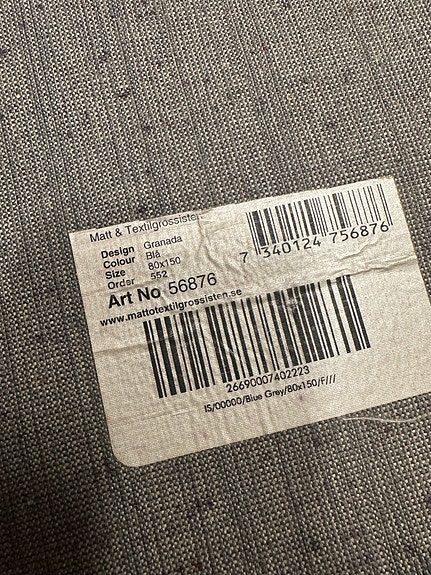 Matt & Textilgrossisten
Design Granada
Colour Blå
Size 80x150
Order 552
Art No 56876
www.mattotextilgrossisten.se
7 340124 756876
26690007402223
IS/00000/Blue Grey/80x150/F///